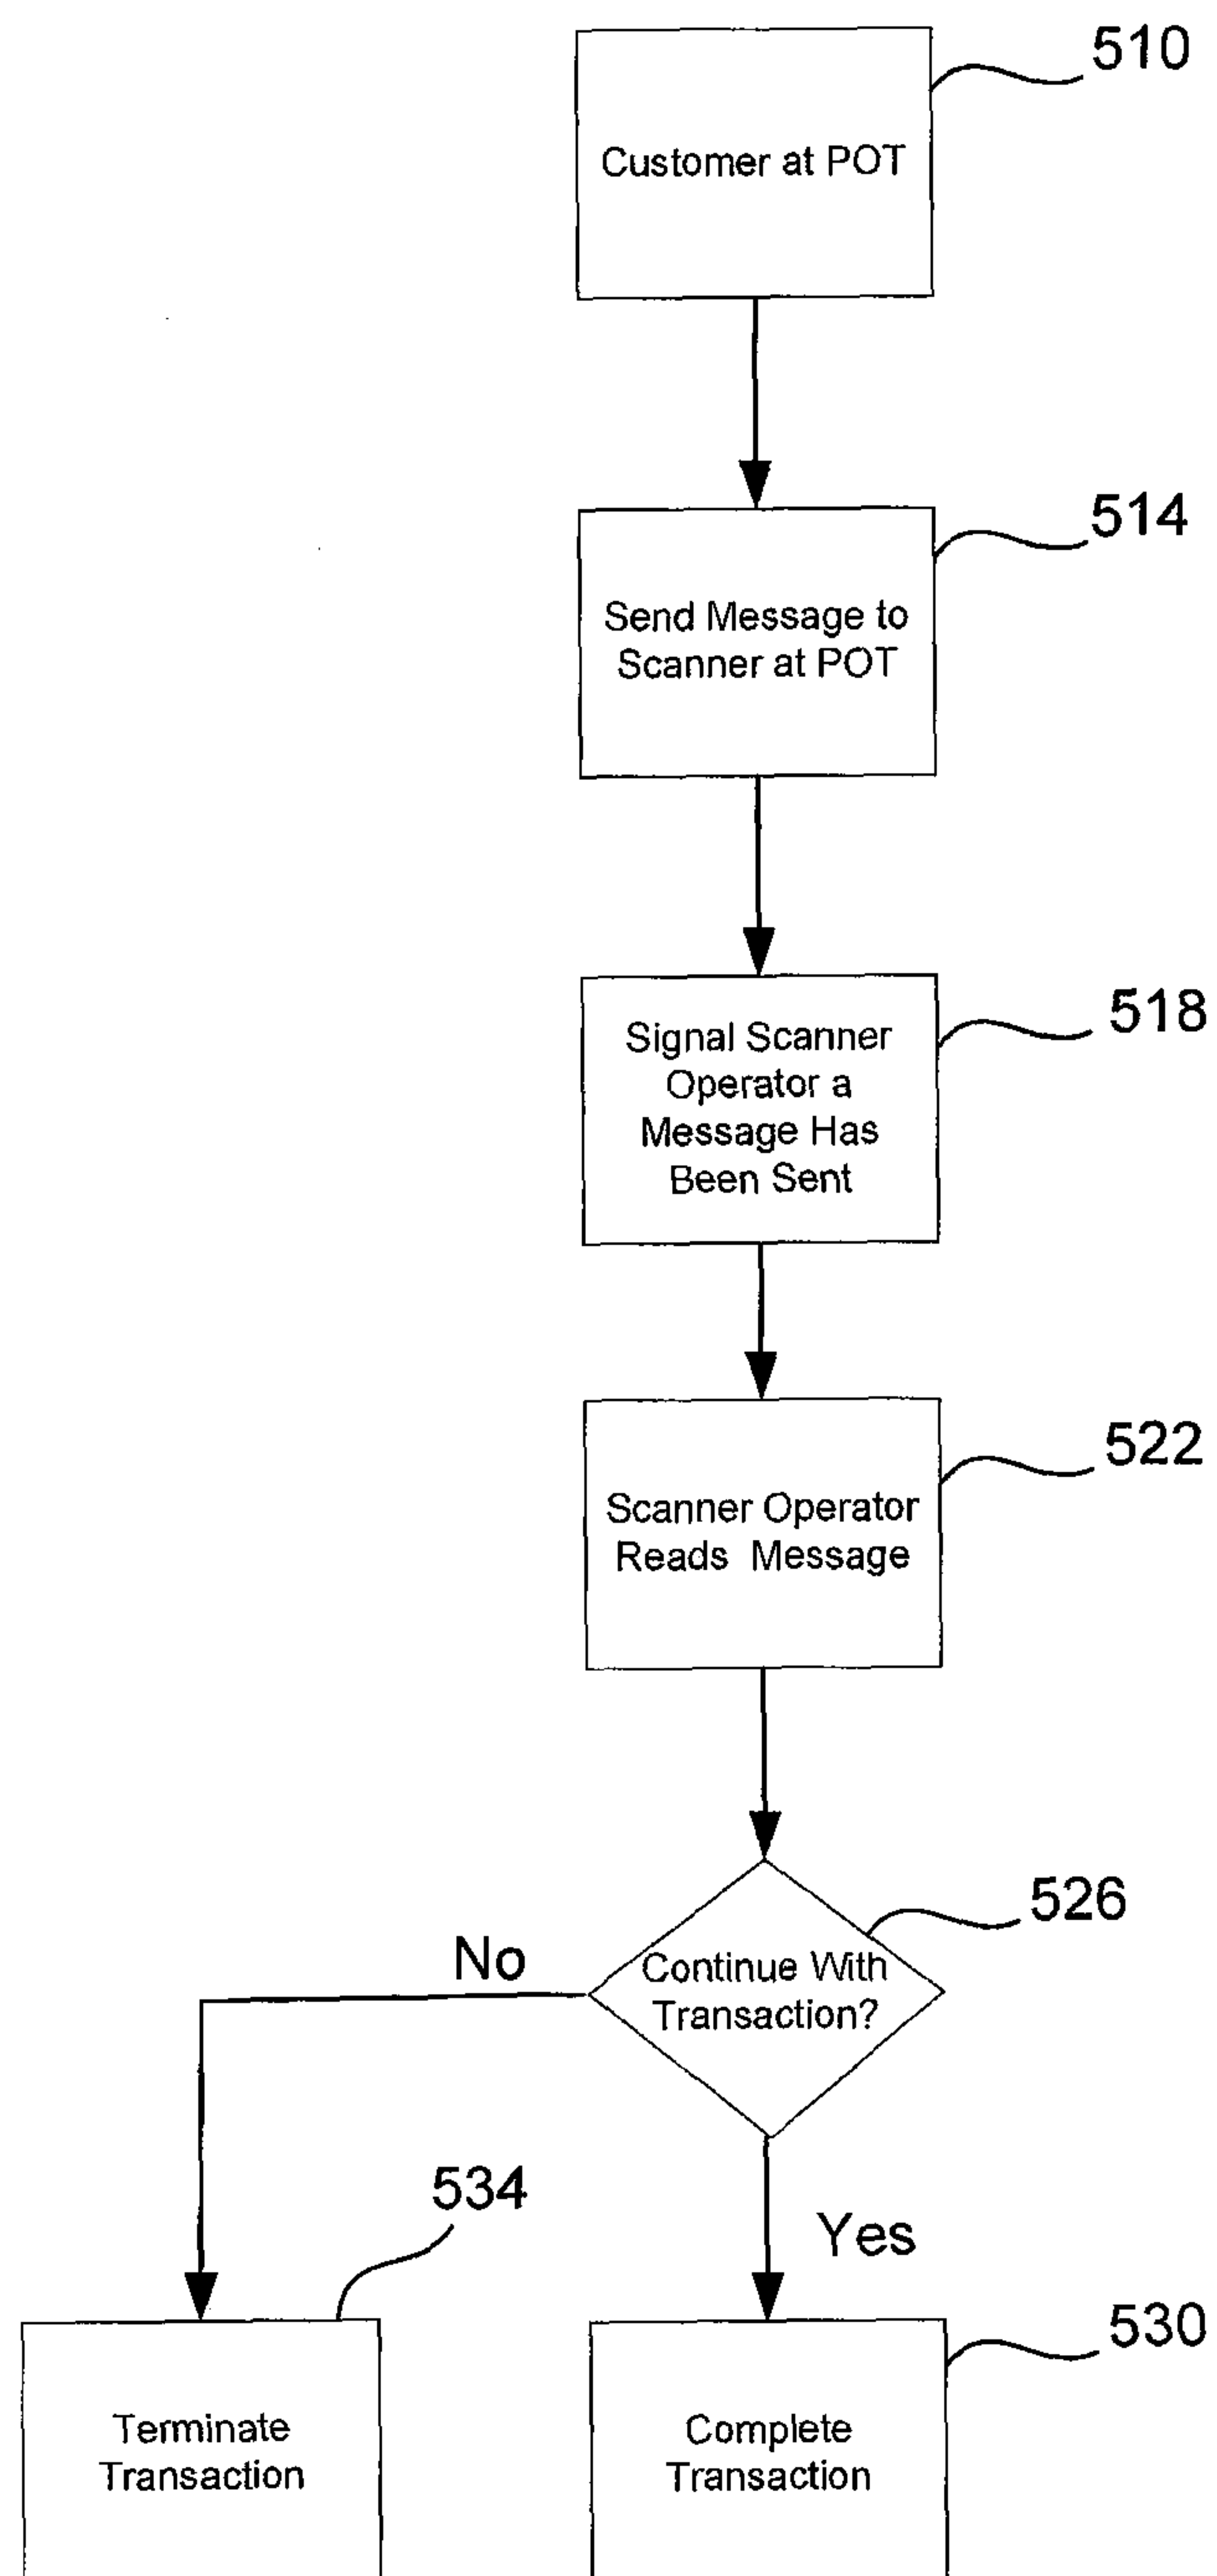 510
Customer at POT
514
Send Message to
Scanner at POT
518
Signal Scanner
Operator a
Message Has
Been Sent
522
Scanner Operator
Reads Message
526
No
Continue With
Transaction?
534
Yes
530
Terminate
Transaction
Complete
Transaction